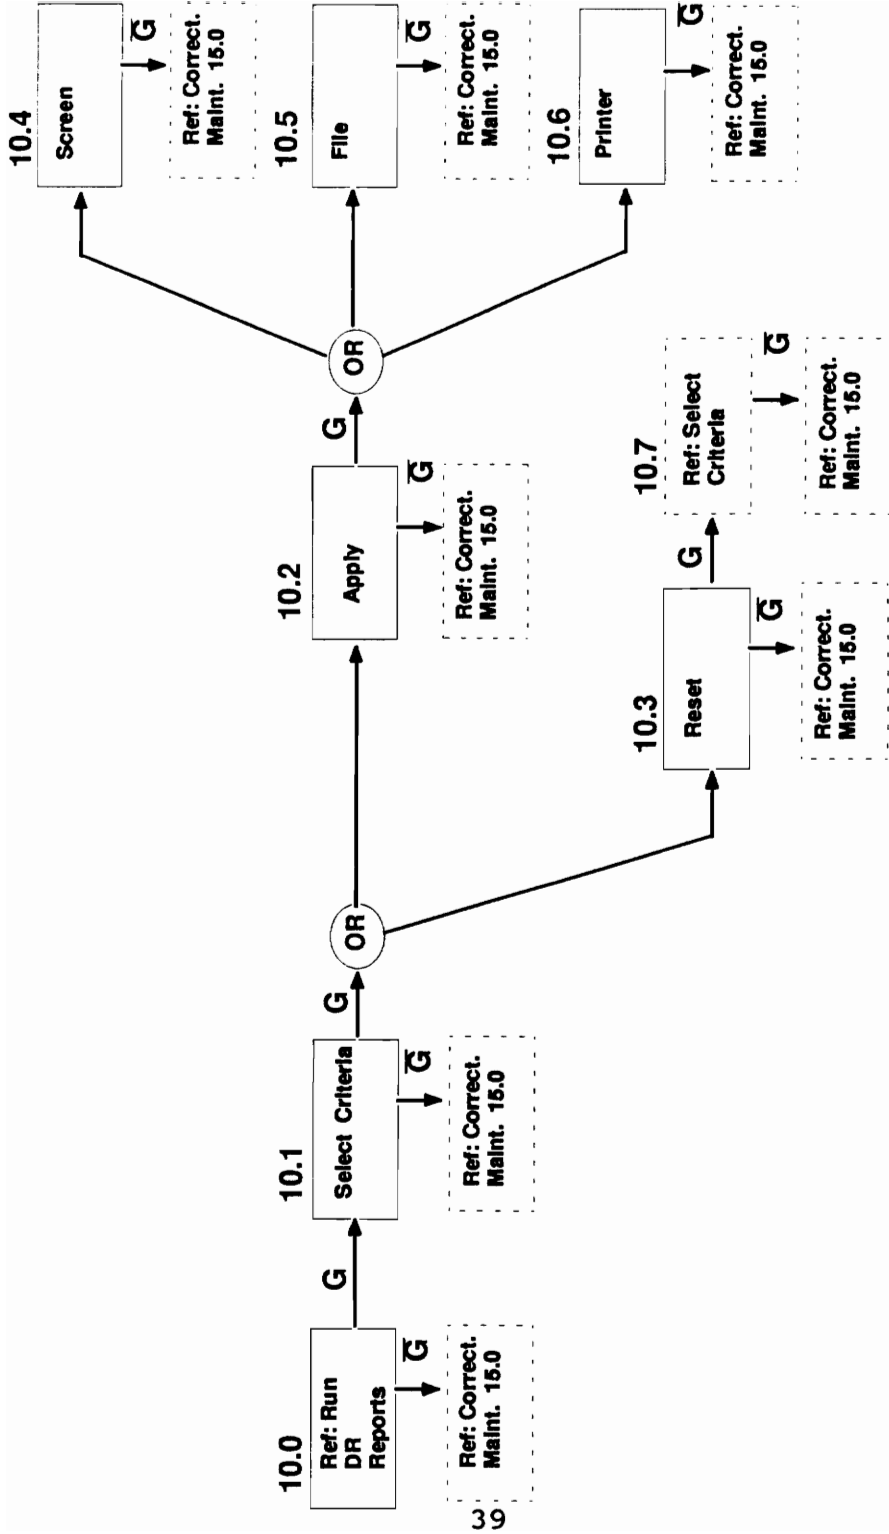 10.0
Ref: Run
DR
Reports
G
G̅
Ref: Correct.
Maint. 15.0
10.1
Select Criteria
G
G̅
Ref: Correct.
Maint. 15.0
OR
10.2
Apply
G
G̅
Ref: Correct.
Maint. 15.0
OR
10.4
Screen
G̅
Ref: Correct.
Maint. 15.0
10.5
File
G̅
Ref: Correct.
Maint. 15.0
10.6
Printer
G̅
Ref: Correct.
Maint. 15.0
10.3
Reset
G
G̅
Ref: Correct.
Maint. 15.0
10.7
Ref: Select
Criteria
G̅
Ref: Correct.
Maint. 15.0
39